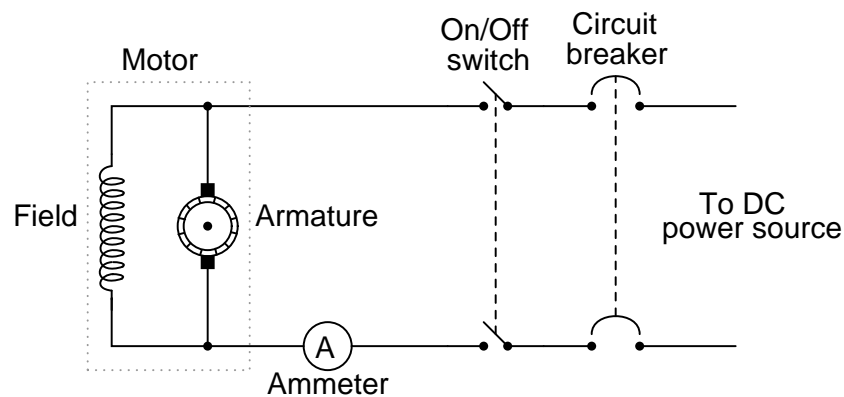 Motor
On/Off
switch
Circuit
breaker
Field
Armature
To DC
power source
A
Ammeter